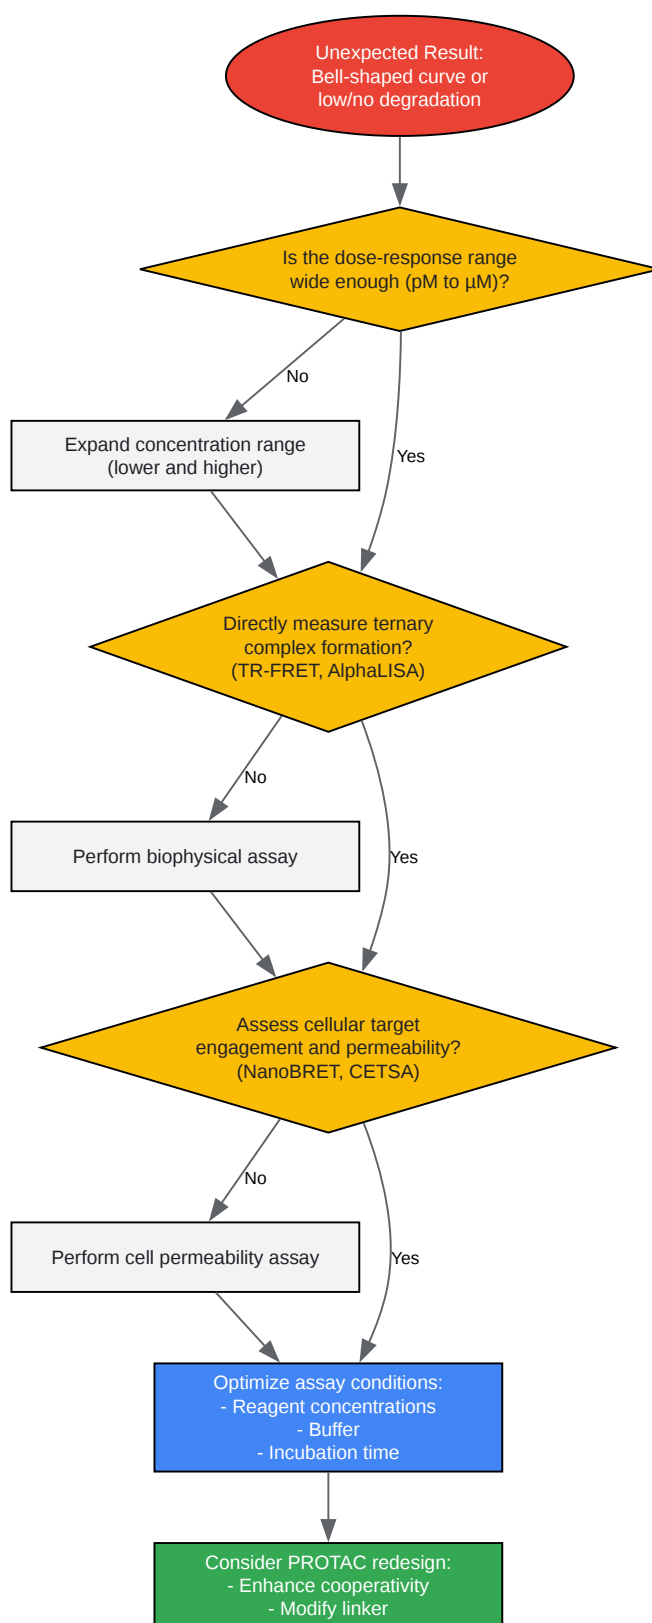 Unexpected Result:
Bell-shaped curve or
low/no degradation
Is the dose-response range
wide enough (pM to µM)?
No
Expand concentration range
(lower and higher)
Yes
Directly measure ternary
complex formation?
(TR-FRET, AlphaLISA)
No
Perform biophysical assay
Yes
Assess cellular target
engagement and permeability?
(NanoBRET, CETSA)
No
Perform cell permeability assay
Yes
Optimize assay conditions:
- Reagent concentrations
- Buffer
- Incubation time
Consider PROTAC redesign:
- Enhance cooperativity
- Modify linker